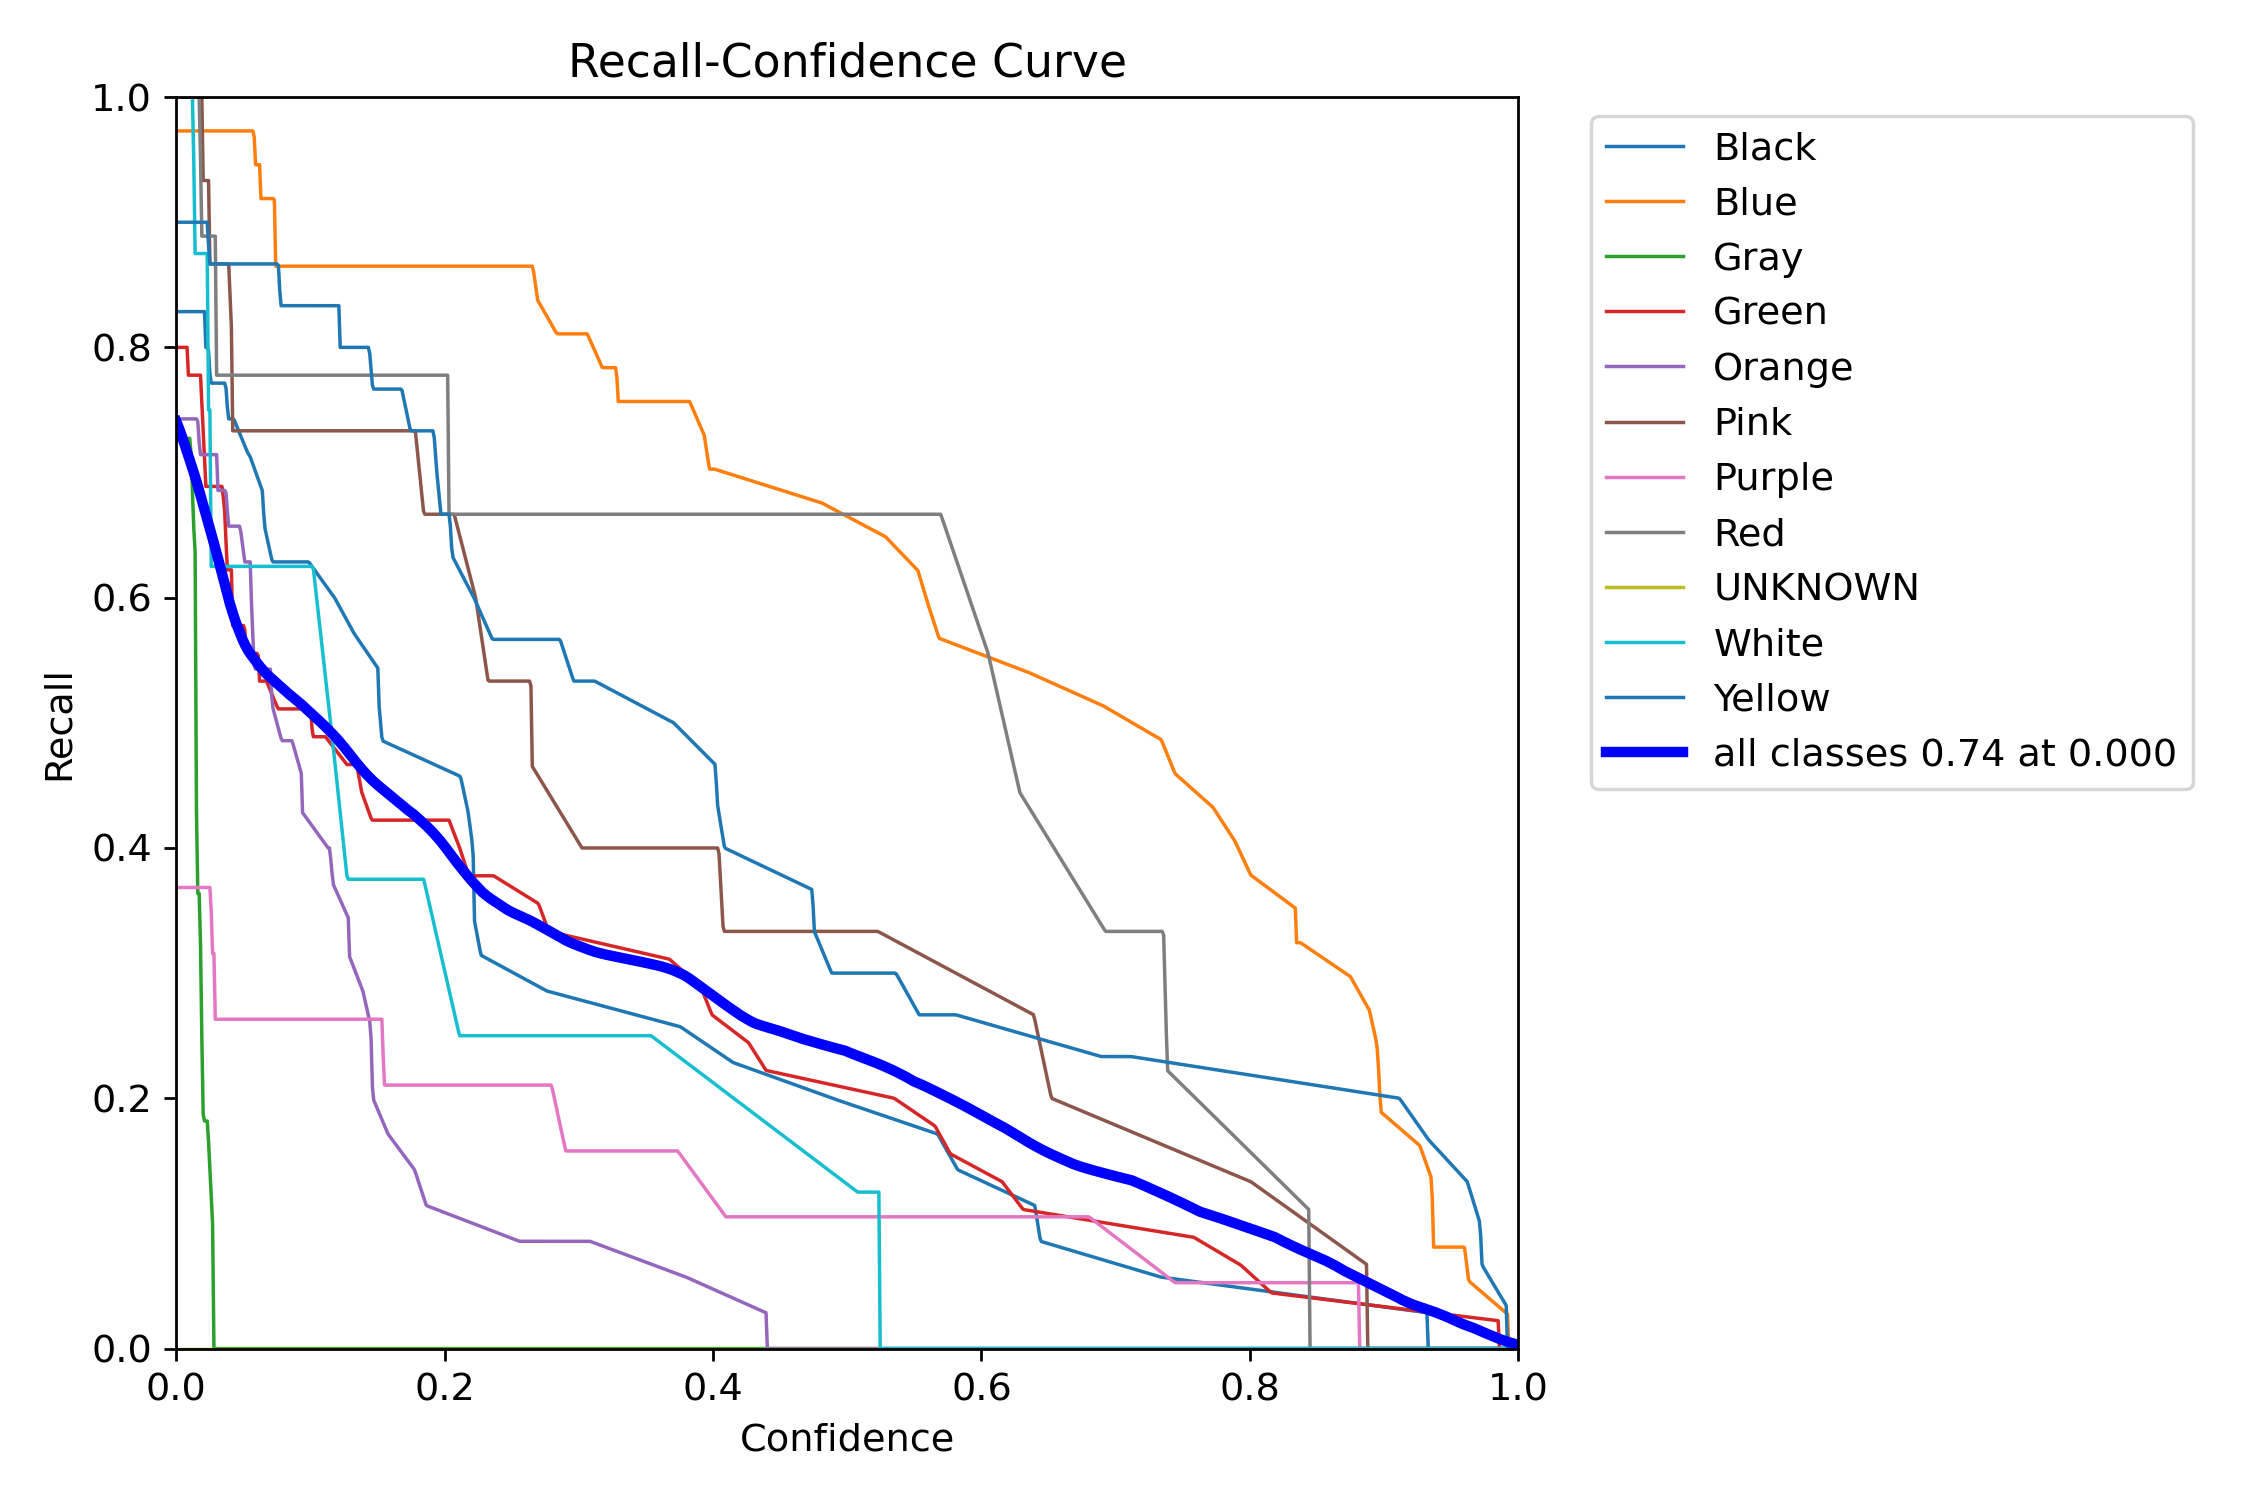 Recall-Confidence Curve
1.0
0.8
0.6
0.4
0.2
0.0
Recall
0.0 0.2 0.4 0.6 0.8 1.0
Confidence
Black
Blue
Gray
Green
Orange
Pink
Purple
Red
UNKNOWN
White
Yellow
all classes 0.74 at 0.000